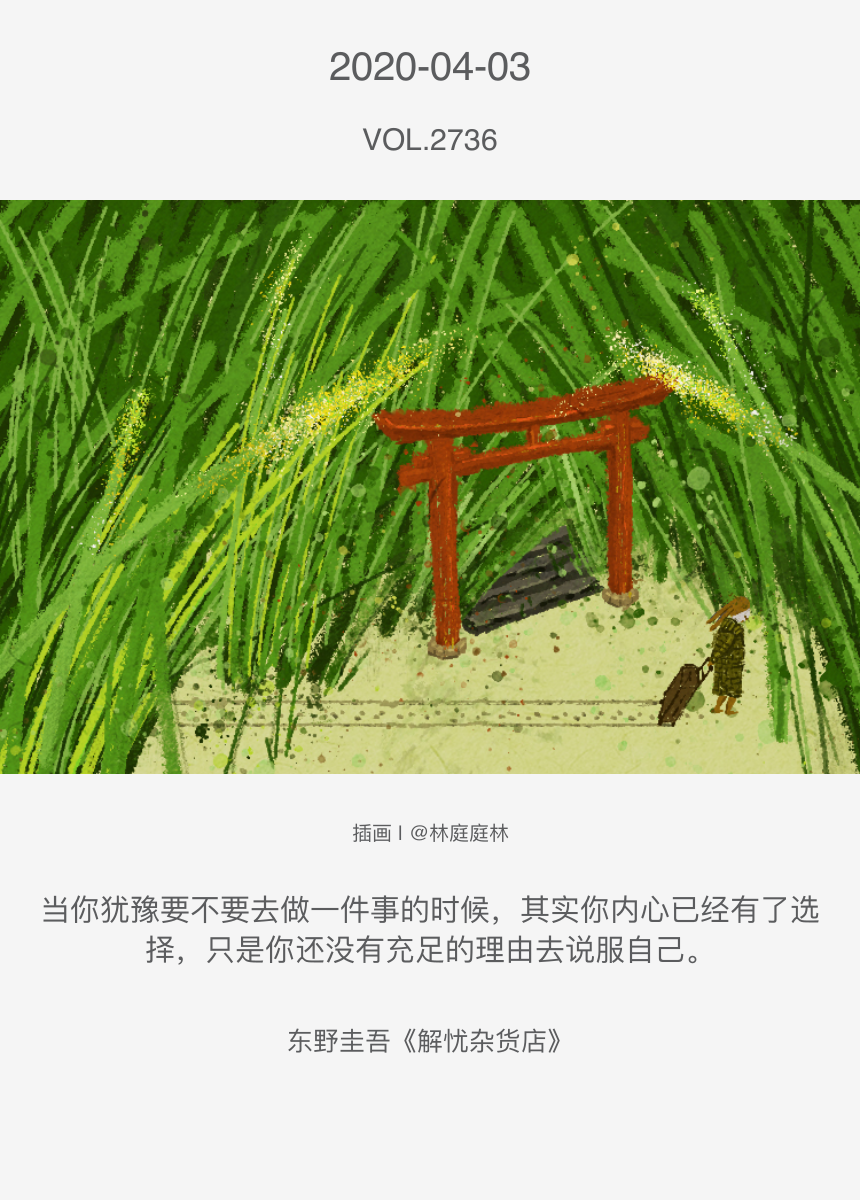 2020-04-03
VOL.2736
插画 | @林庭庭林
当你犹豫要不要去做一件事的时候，其实你内心已经有了选
择，只是你还没有充足的理由去说服自己。
东野圭吾《解忧杂货店》